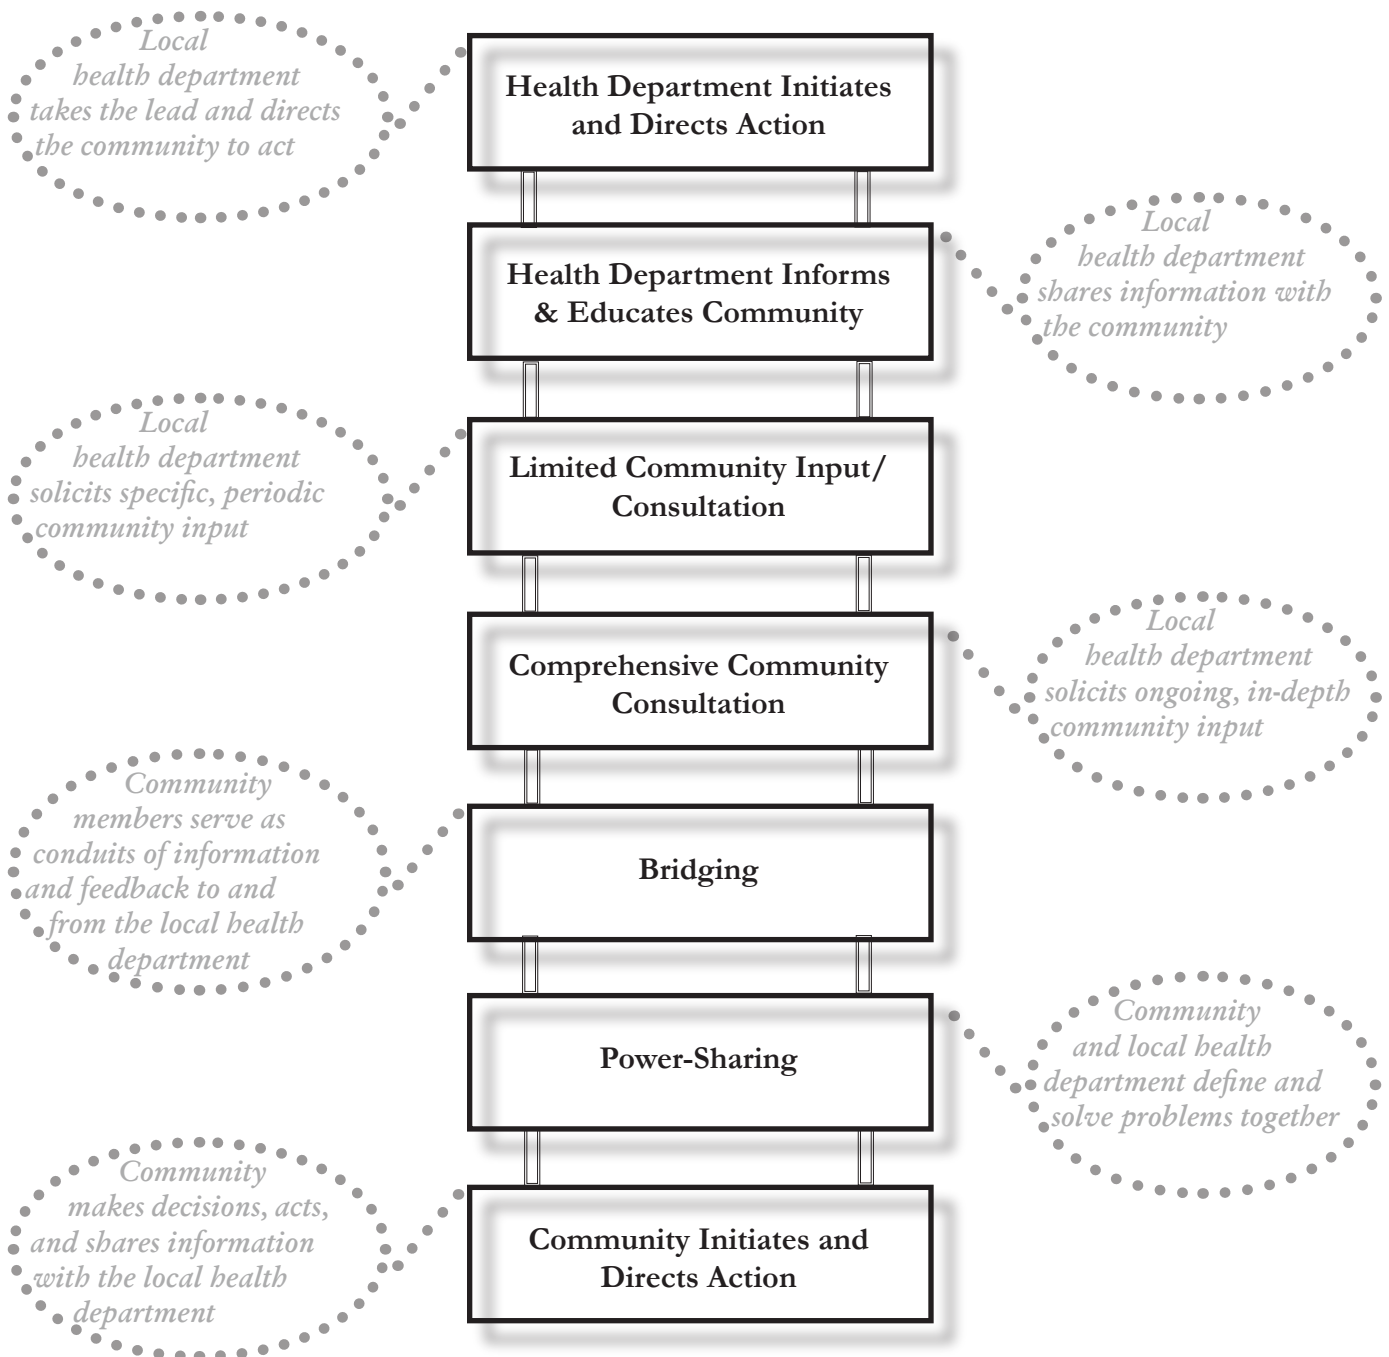 Local
health department
takes the lead and directs
the community to act
Health Department Initiates
and Directs Action
Health Department Informs
& Educates Community
Local
health department
shares information with
the community
Local
health department
solicits specific, periodic
community input
Limited Community Input/
Consultation
Comprehensive Community
Consultation
Local
health department
solicits ongoing, in-depth
community input
Community
members serve as
conduits of information
and feedback to and
from the local health
department
Bridging
Power-Sharing
Community
and local health
department define and
solve problems together
Community
makes decisions, acts,
and shares information
with the local health
department
Community Initiates and
Directs Action